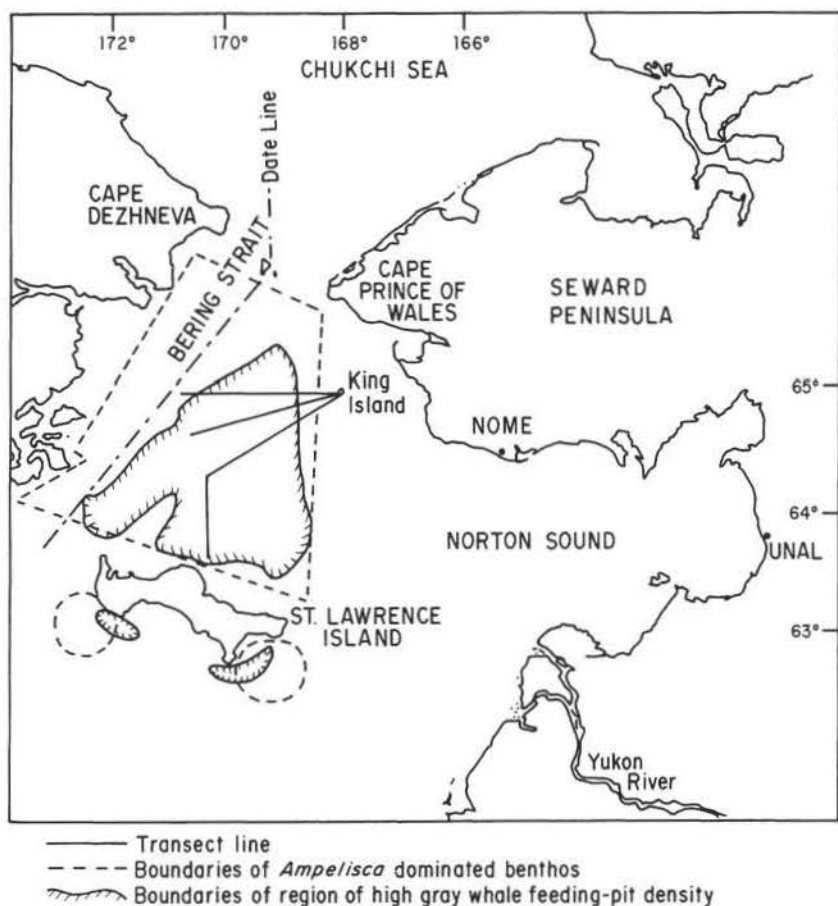 172° 170° 168° 166°
CHUKCHI SEA
Date Line
CAPE
DEZHNEVA
BERING STRAIT
CAPE
PRINCE OF
WALES
SEWARD
PENINSULA
65°
King
Island
NOME
64°
NORTON SOUND
UNAL
ST. LAWRENCE
ISLAND
63°
Yukon
River
Transect line
Boundaries of Ampelisca dominated benthos
Boundaries of region of high gray whale feeding-pit density